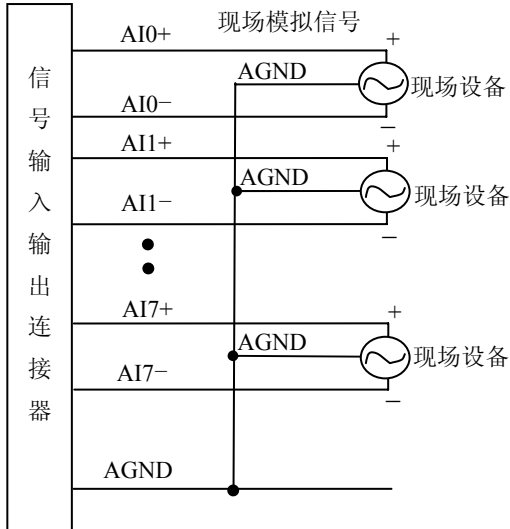 信号输入输出连接器
现场模拟信号
AI0+
+
AGND
现场设备
AI0−
−
AI1+
+
AGND
现场设备
AI1−
−
AI7+
+
AGND
现场设备
AI7−
−
AGND